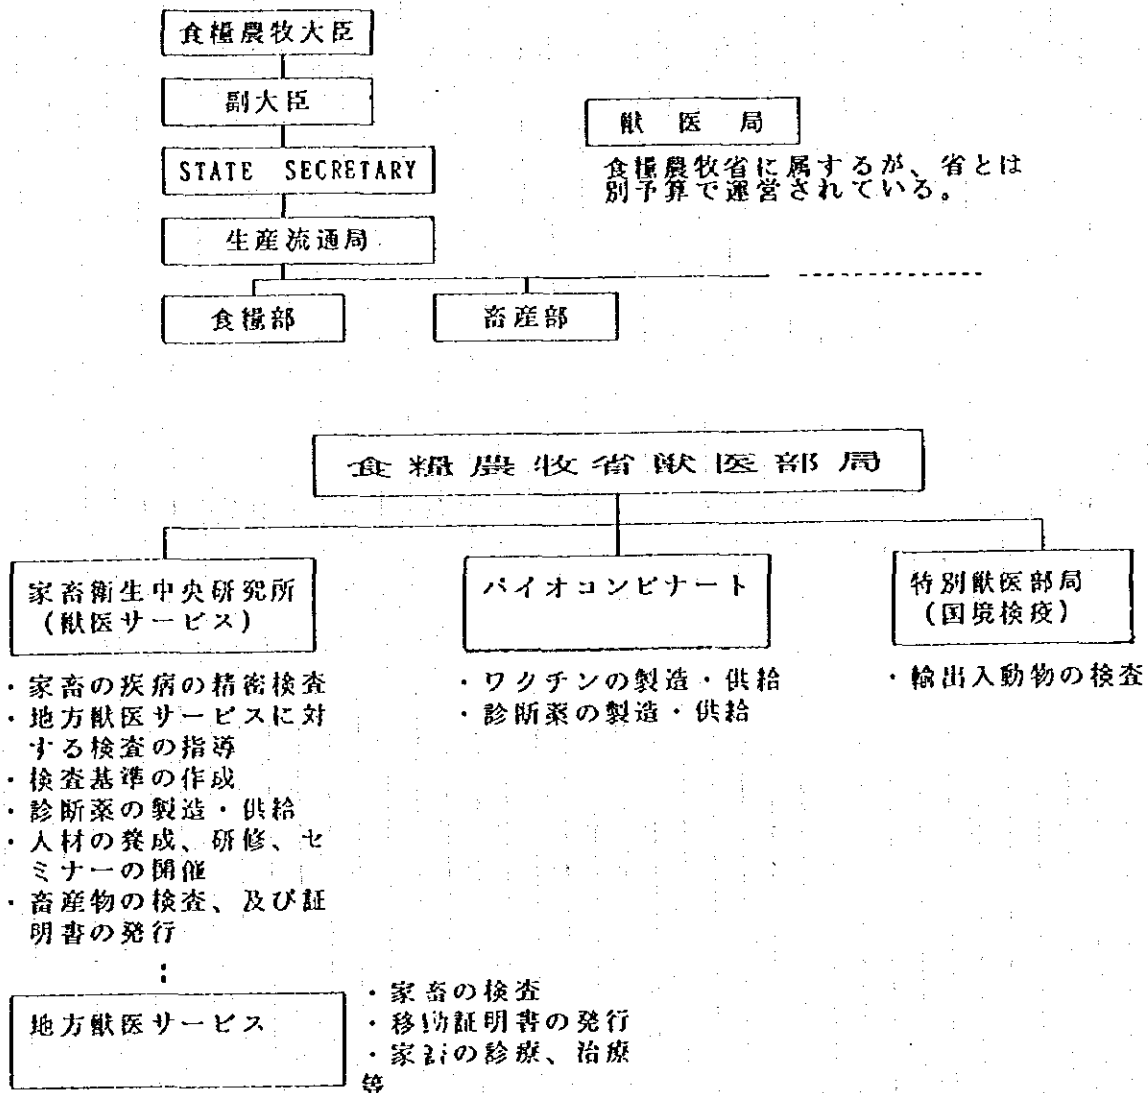 食糧農牧大臣
副大臣
STATE SECRETARY
生産流通局
食糧部
畜産部
獣医局
食糧農牧省に属するが、省とは
別予算で運営されている。
食糧農牧省獣医部局
家畜衛生中央研究所
(獣医サービス)
・家畜の疾病の精密検査
・地方獣医サービスに対
する検査の指導
・検査基準の作成
・診断薬の製造・供給
・人材の養成、研修、セ
ミナーの開催
・畜産物の検査、及び証
明書の発行
バイオコンビナート
・ワクチンの製造・供給
・診断薬の製造・供給
特別獣医部局
(国境検疫)
・輸出入動物の検査
地方獣医サービス
・家畜の検査
・移動証明書の発行
・家畜の診療、治療
等